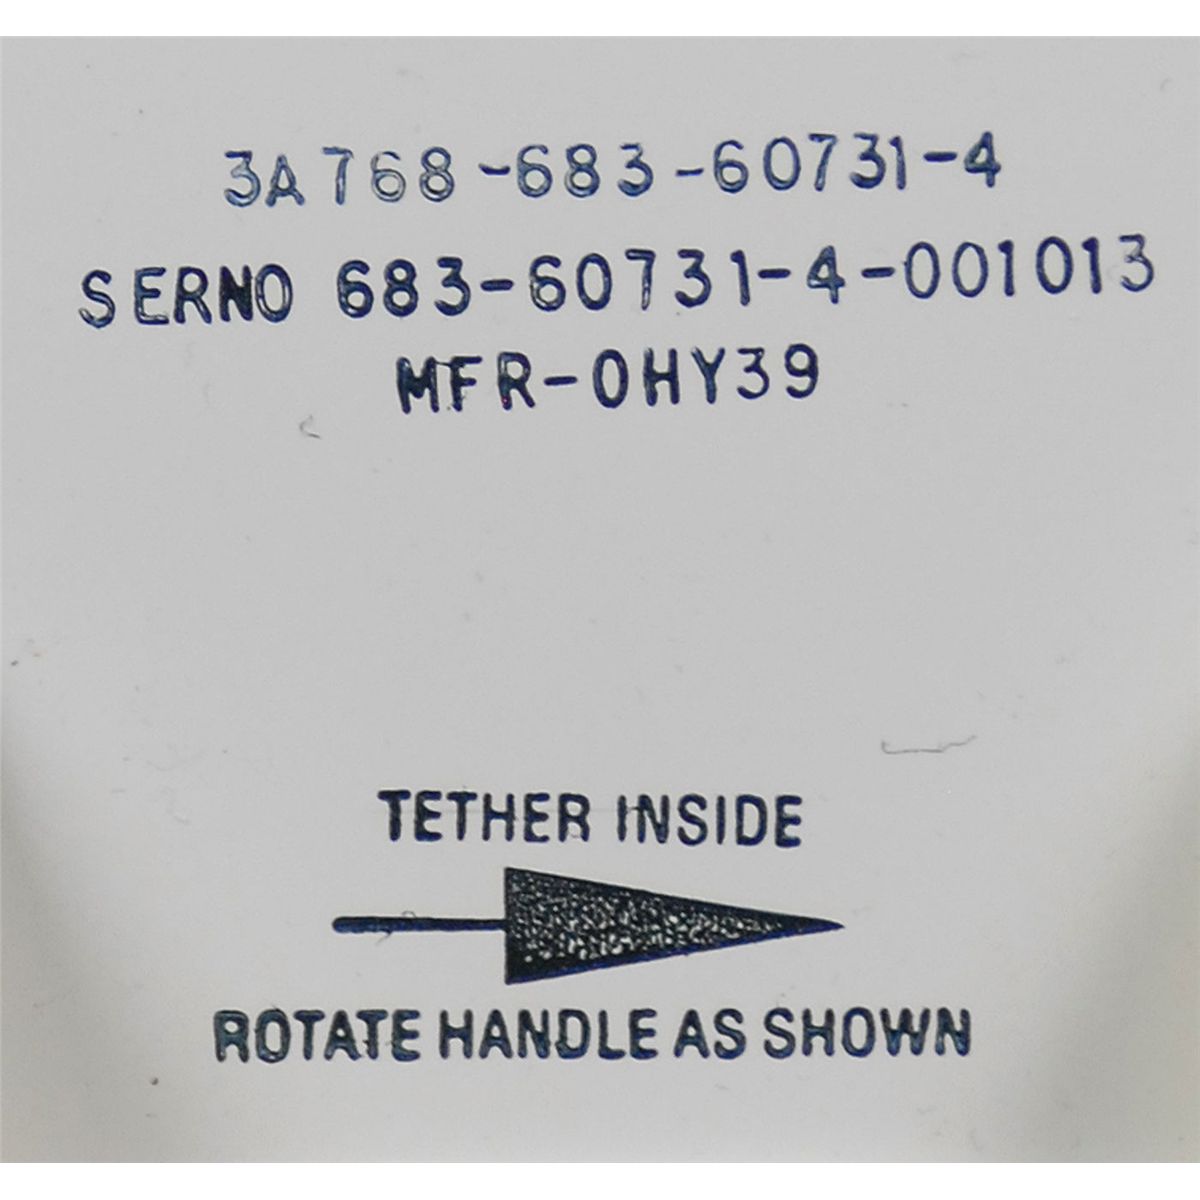 3A768-683-60731-4
SERNO 683-60731-4-001013
MFR-0HY39
TETHER INSIDE
ROTATE HANDLE AS SHOWN